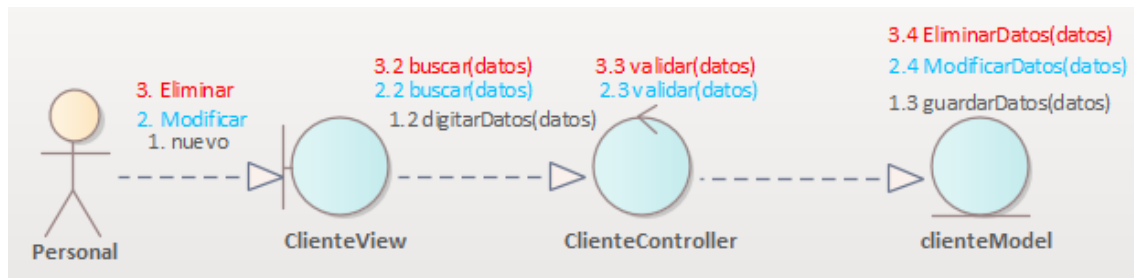 3. Eliminar
2. Modificar
1. nuevo
3.2 buscar(datos)
2.2 buscar(datos)
1.2 digitarDatos(datos)
3.3 validar(datos)
2.3 validar(datos)
3.4 EliminarDatos(datos)
2.4 ModificarDatos(datos)
1.3 guardarDatos(datos)
Personal
ClienteView
ClienteController
clienteModel